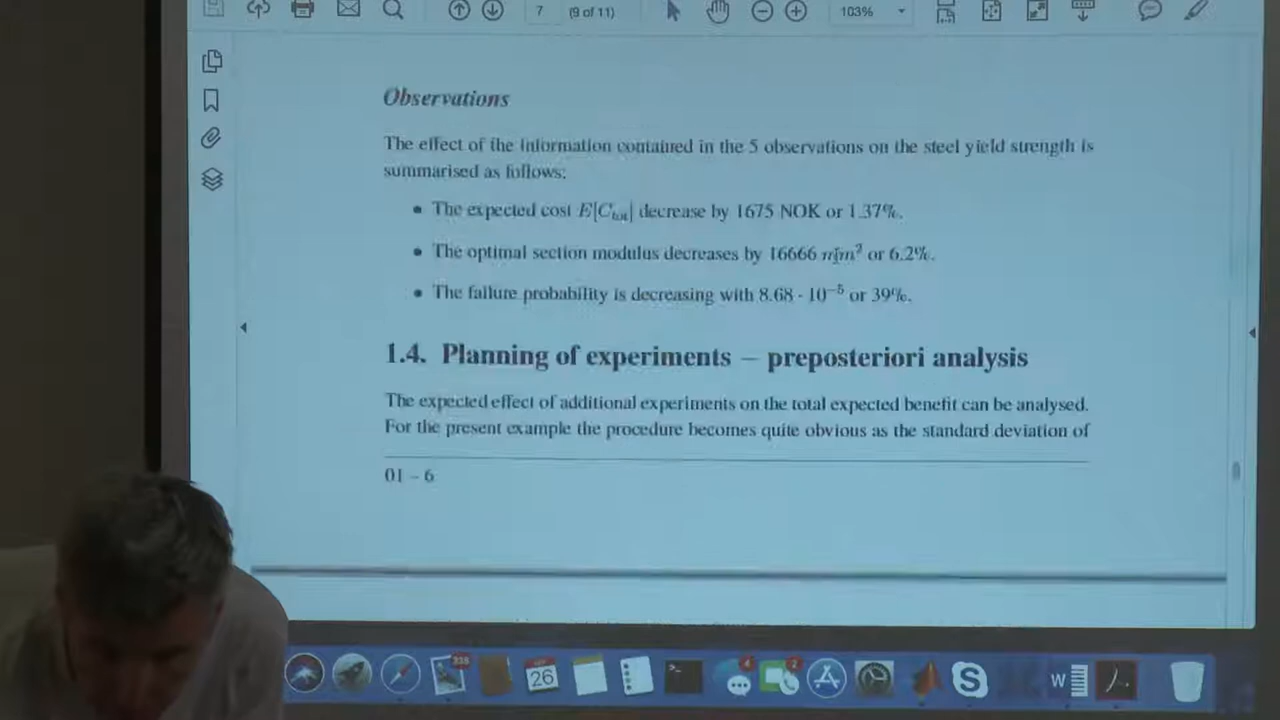 7 (9 of 11) 103%
Observations
The effect of the information contained in the 5 observations on the steel yield strength is
summarised as follows:
• The expected cost E[Ctot] decrease by 1675 NOK or 1.37%.
• The optimal section modulus decreases by 16666 mm² or 6.2%.
• The failure probability is decreasing with 8.68 · 10⁻⁵ or 39%.
1.4. Planning of experiments – preposteriori analysis
The expected effect of additional experiments on the total expected benefit can be analysed.
For the present example the procedure becomes quite obvious as the standard deviation of
01 – 6
26
W